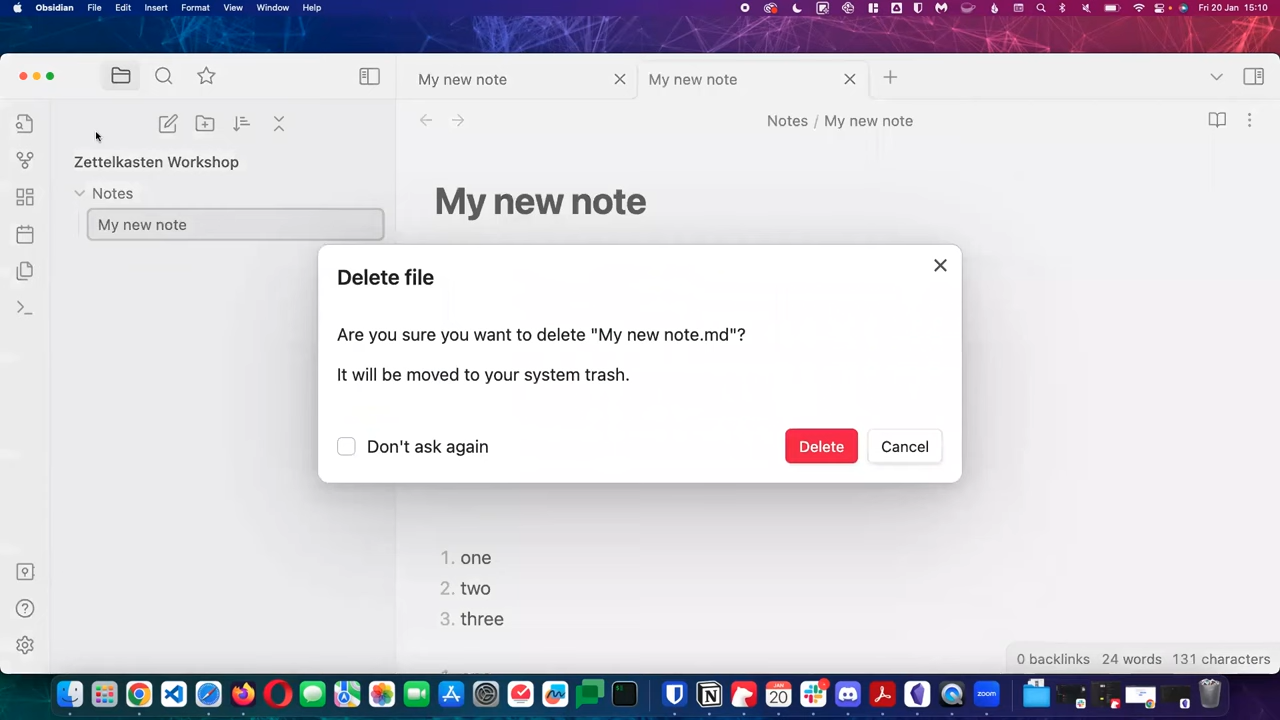 Obsidian File Edit Insert Format View Window Help Fri 20 Jan 15:10
My new note My new note
Notes / My new note
Zettelkasten Workshop
Notes
My new note
My new note
Delete file
Are you sure you want to delete "My new note.md"?
It will be moved to your system trash.
Don't ask again Delete Cancel
1. one
2. two
3. three
0 backlinks 24 words 131 characters
JAN
20
zoom